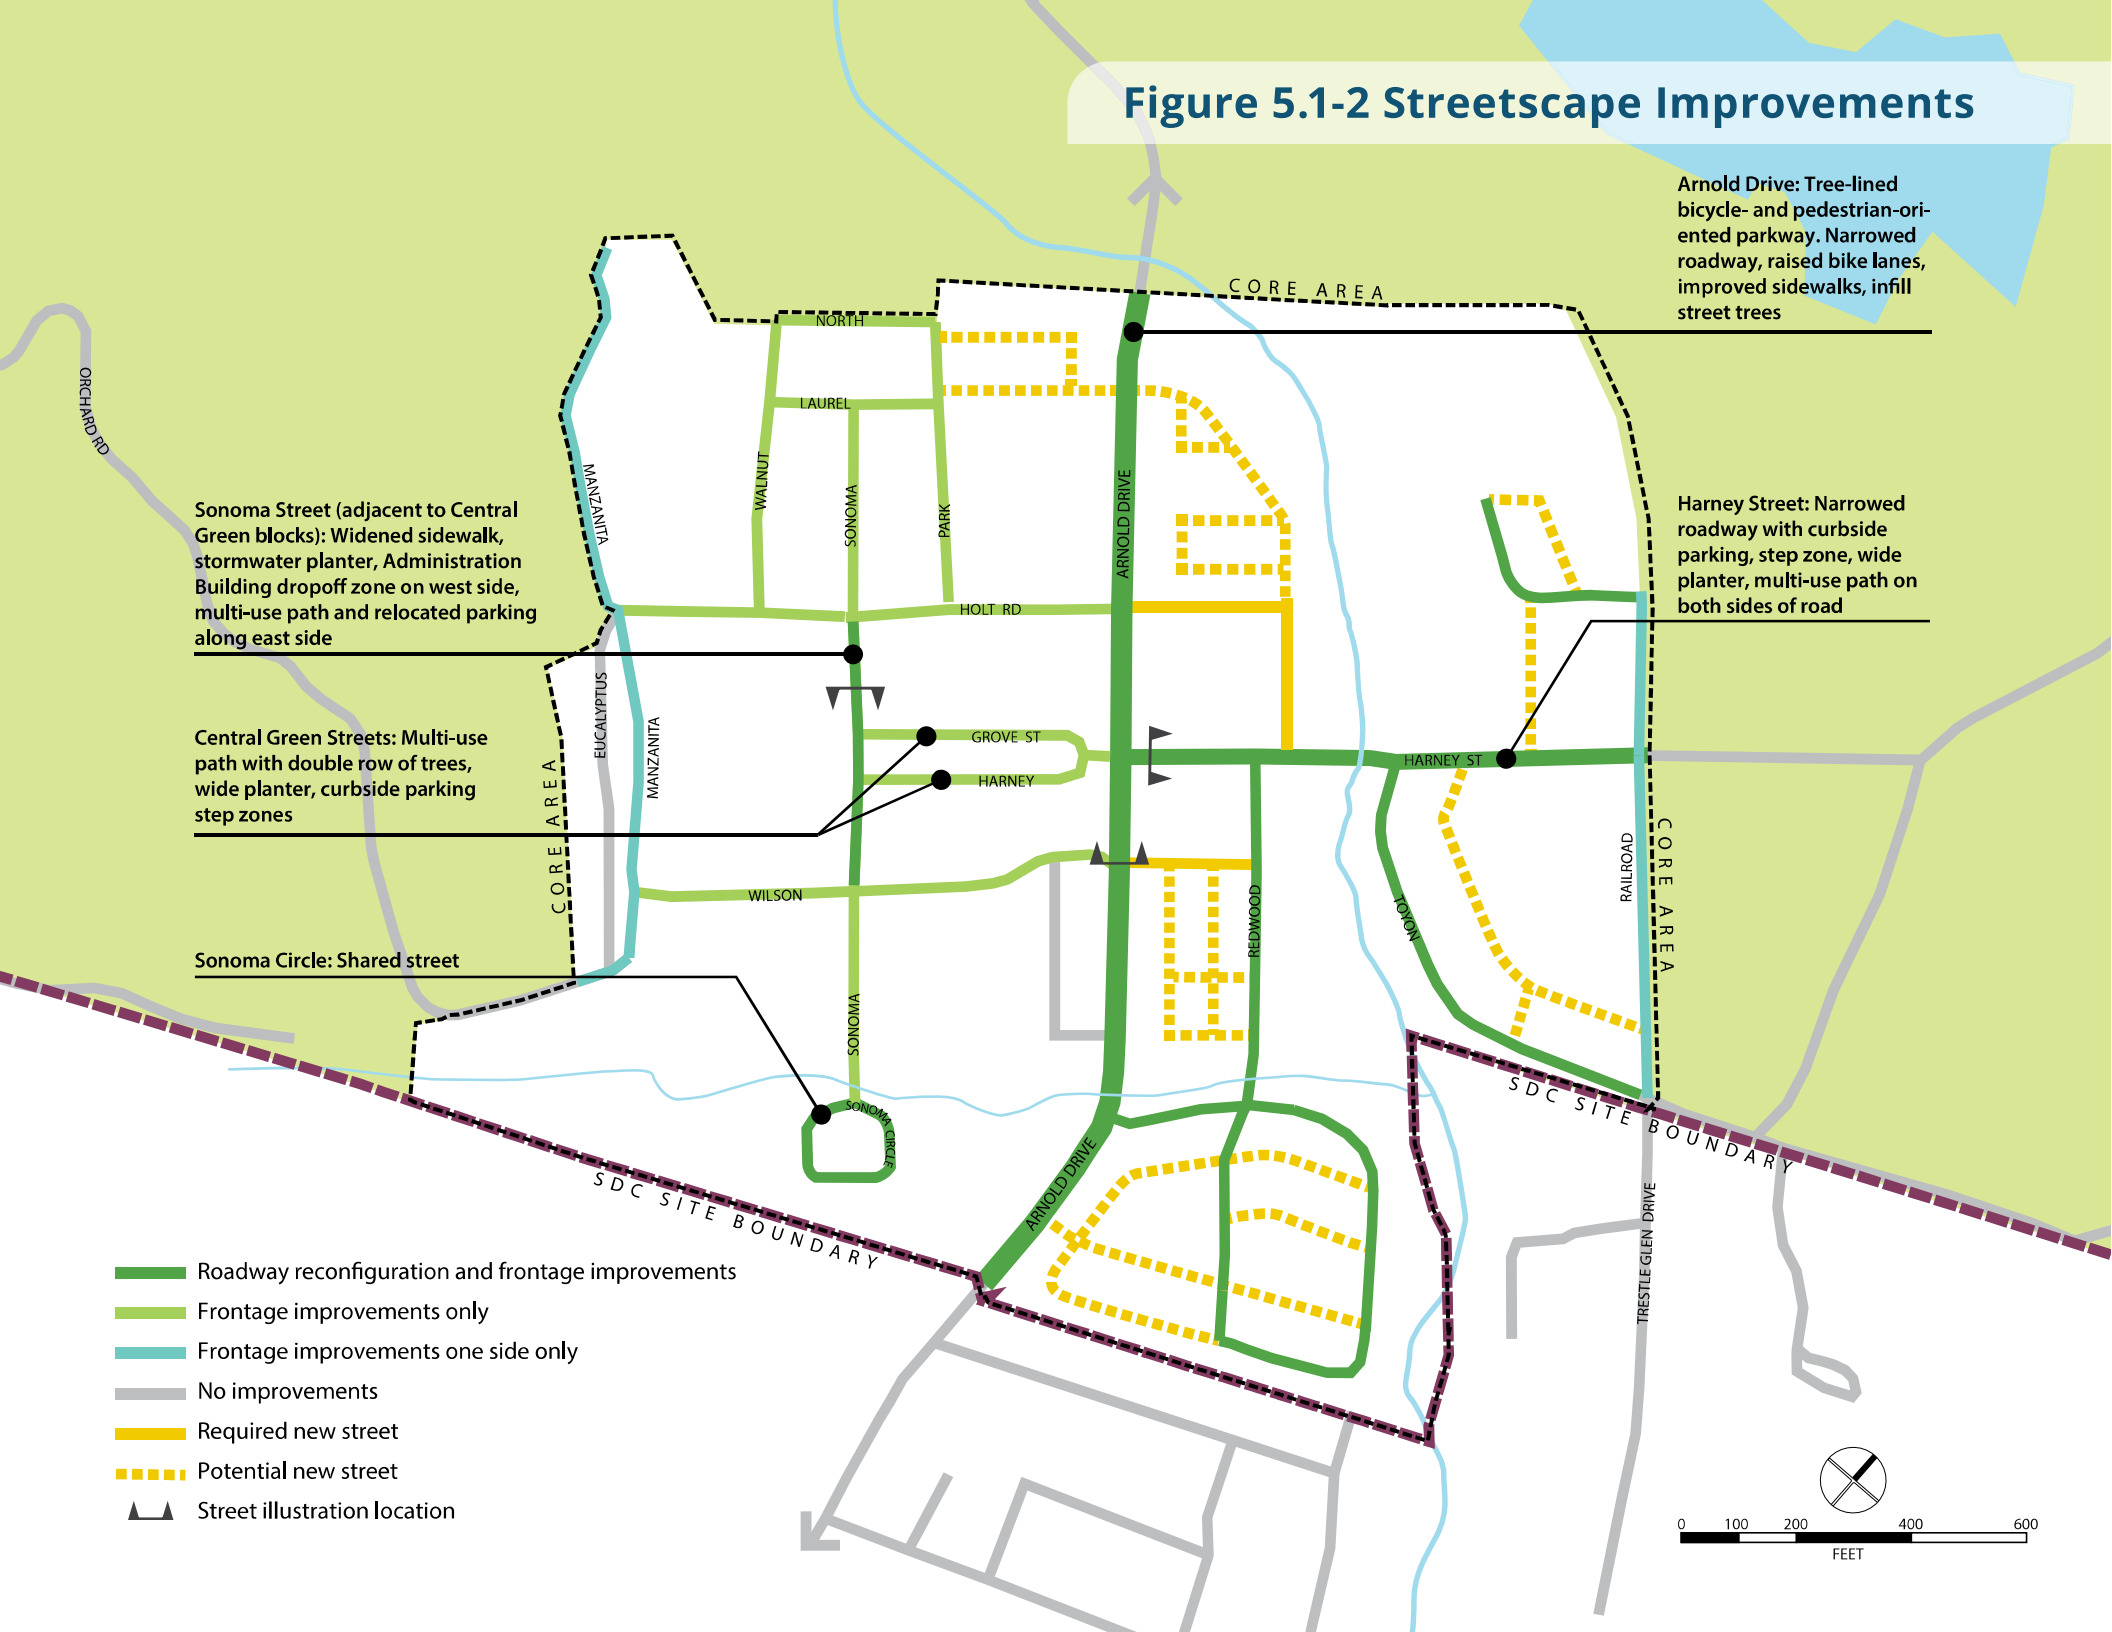 Figure 5.1-2 Streetscape Improvements
Arnold Drive: Tree-lined
bicycle- and pedestrian-ori-
ented parkway. Narrowed
roadway, raised bike lanes,
improved sidewalks, infill
street trees
CORE AREA
NORTH
ORCHARD RD
LAUREL
MANZANITA
WALNUT
SONOMA
PARK
ARNOLD DRIVE
Sonoma Street (adjacent to Central
Green blocks): Widened sidewalk,
stormwater planter, Administration
Building dropoff zone on west side,
multi-use path and relocated parking
along east side
Harney Street: Narrowed
roadway with curbside
parking, step zone, wide
planter, multi-use path on
both sides of road
HOLT RD
EUCALYPTUS
MANZANITA
GROVE ST
HARNEY
HARNEY ST
Central Green Streets: Multi-use
path with double row of trees,
wide planter, curbside parking
step zones
CORE AREA
RAILROAD
CORE AREA
WILSON
REDWOOD
TOYON
Sonoma Circle: Shared street
SONOMA
SONOMA CIRCLE
ARNOLD DRIVE
SDC SITE BOUNDARY
SDC SITE BOUNDARY
TRESTLE GLEN DRIVE
Roadway reconfiguration and frontage improvements
Frontage improvements only
Frontage improvements one side only
No improvements
Required new street
Potential new street
Street illustration location
0 100 200 400 600
FEET